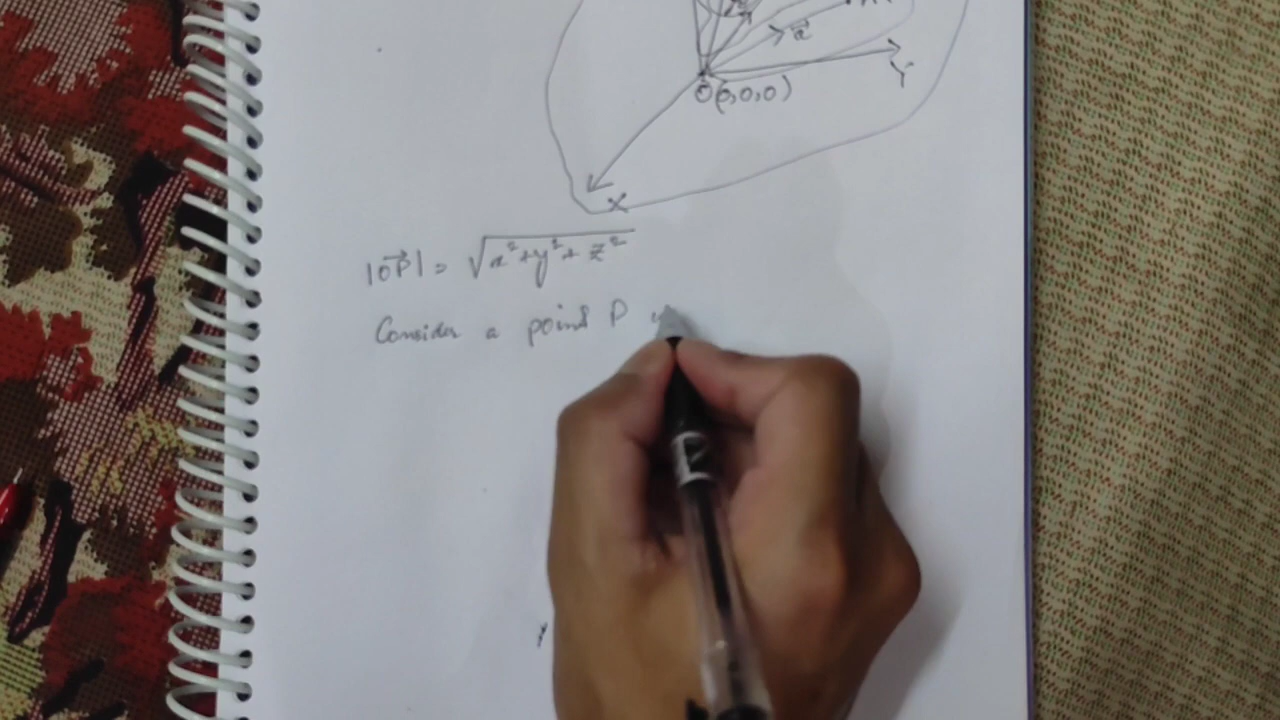 a⃗
Y
O(0,0,0)
X
|OP⃗| = √x²+y²+z²
Consider a point P